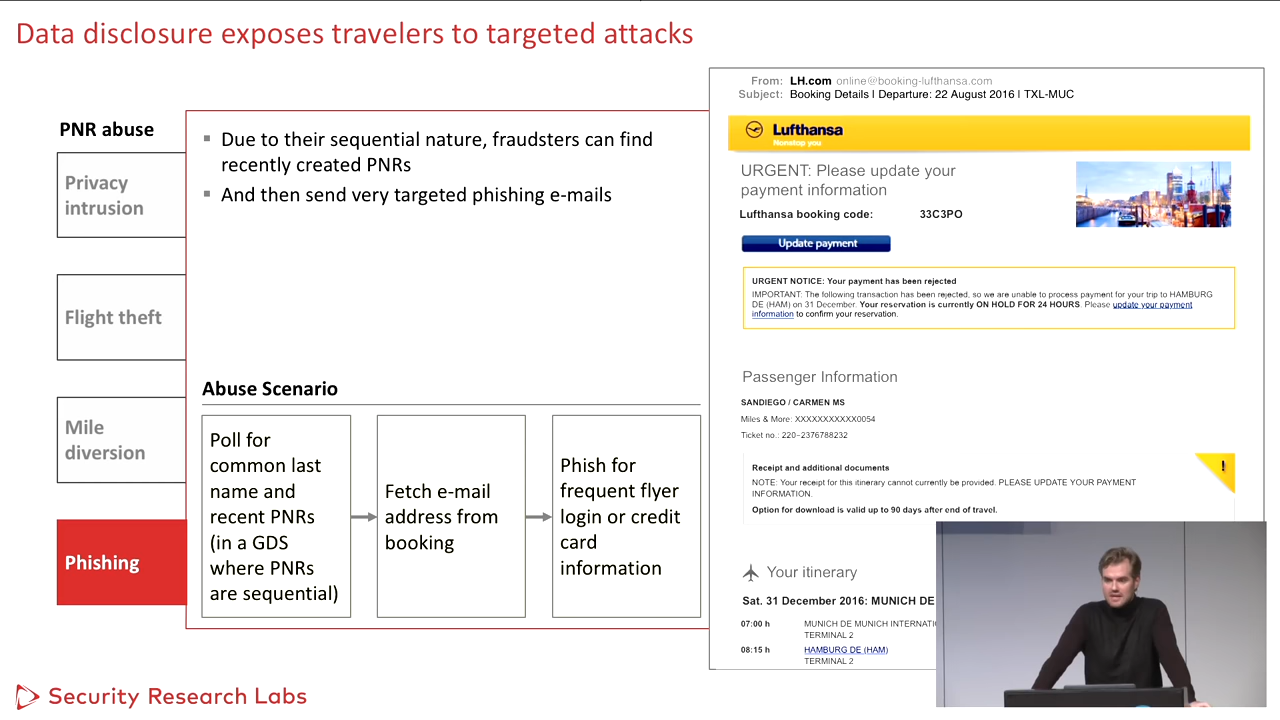 Data disclosure exposes travelers to targeted attacks
PNR abuse
Privacy
intrusion
Flight theft
Mile
diversion
Phishing
Due to their sequential nature, fraudsters can find
recently created PNRs
And then send very targeted phishing e-mails
Abuse Scenario
Poll for
common last
name and
recent PNRs
(in a GDS
where PNRs
are sequential)
Fetch e-mail
address from
booking
Phish for
frequent flyer
login or credit
card
information
From: LH.com online@booking-lufthansa.com
Subject: Booking Details | Departure: 22 August 2016 | TXL-MUC
Lufthansa
Nonstop you
URGENT: Please update your
payment information
Lufthansa booking code: 33C3PO
Update payment
URGENT NOTICE: Your payment has been rejected
IMPORTANT: The following transaction has been rejected, so we are unable to process payment for your trip to HAMBURG
DE (HAM) on 31 December. Your reservation is currently ON HOLD FOR 24 HOURS. Please update your payment
information to confirm your reservation.
Passenger Information
SANDIEGO / CARMEN MS
Miles & More: XXXXXXXXXXX0054
Ticket no.: 220-2376788232
Receipt and additional documents
!
NOTE: Your receipt for this itinerary cannot currently be provided. PLEASE UPDATE YOUR PAYMENT
INFORMATION.
Option for download is valid up to 90 days after end of travel.
Your itinerary
Sat. 31 December 2016: MUNICH DE
07:00 h MUNICH DE MUNICH INTERNATI
TERMINAL 2
08:15 h HAMBURG DE (HAM)
TERMINAL 2
Security Research Labs